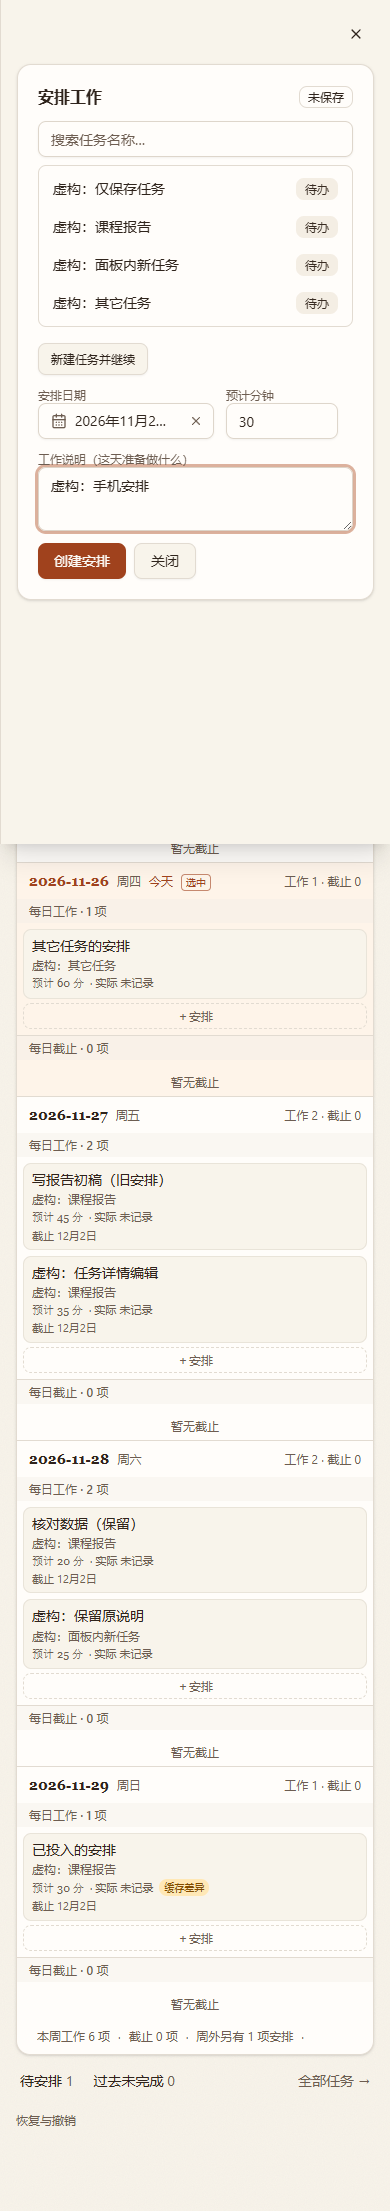 安排工作 未保存
搜索任务名称...
虚构：仅保存任务 待办
虚构：课程报告 待办
虚构：面板内新任务 待办
虚构：其它任务 待办
新建任务并继续
安排日期 预计分钟
2026年11月2... 30
工作说明（这天准备做什么）
虚构：手机安排
创建安排 关闭
暂无截止
2026-11-26 周四 今天 选中 工作 1 · 截止 0
每日工作 · 1 项
其它任务的安排
虚构：其它任务
预计 60 分 · 实际 未记录
+ 安排
每日截止 · 0 项
暂无截止
2026-11-27 周五 工作 2 · 截止 0
每日工作 · 2 项
写报告初稿（旧安排）
虚构：课程报告
预计 45 分 · 实际 未记录
截止 12月2日
虚构：任务详情编辑
虚构：课程报告
预计 35 分 · 实际 未记录
截止 12月2日
+ 安排
每日截止 · 0 项
暂无截止
2026-11-28 周六 工作 2 · 截止 0
每日工作 · 2 项
核对数据（保留）
虚构：课程报告
预计 20 分 · 实际 未记录
截止 12月2日
虚构：保留原说明
虚构：面板内新任务
预计 25 分 · 实际 未记录
+ 安排
每日截止 · 0 项
暂无截止
2026-11-29 周日 工作 1 · 截止 0
每日工作 · 1 项
已投入的安排
虚构：课程报告
预计 30 分 · 实际 未记录 缓存差异
截止 12月2日
+ 安排
每日截止 · 0 项
暂无截止
本周工作 6 项 · 截止 0 项 · 周外另有 1 项安排 ·
待安排 1 过去未完成 0 全部任务 →
恢复与撤销